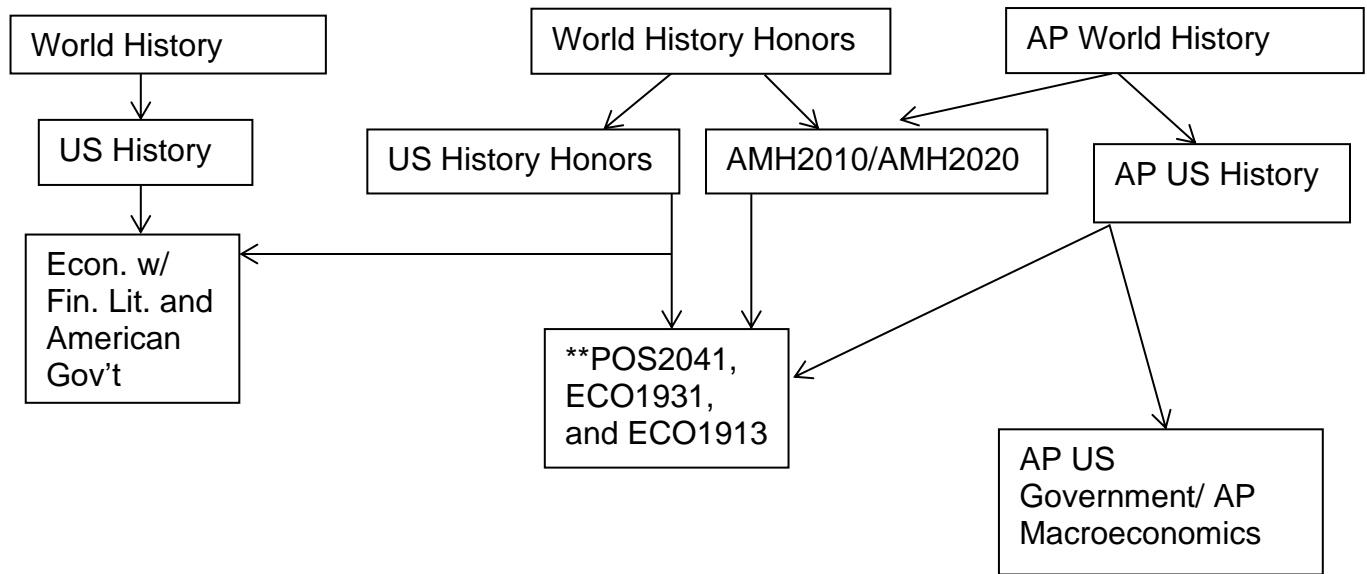 World History
World History Honors
AP World History
US History
US History Honors
AMH2010/AMH2020
AP US History
Econ. w/
Fin. Lit. and
American
Gov’t
**POS2041,
ECO1931,
and ECO1913
AP US
Government/ AP
Macroeconomics